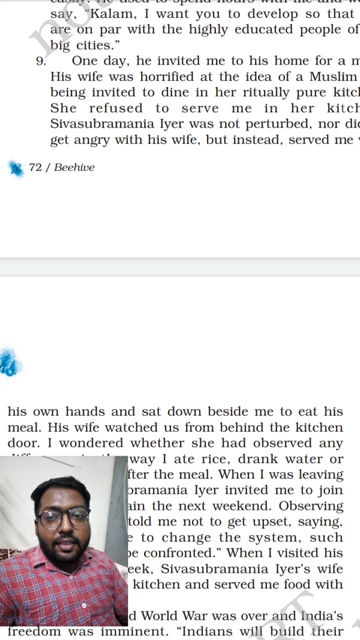 say, "Kalam, I want you to develop so that
are on par with the highly educated people of
big cities."
9. One day, he invited me to his home for a m
His wife was horrified at the idea of a Muslim
being invited to dine in her ritually pure kitc
She refused to serve me in her kitch
Sivasubramania Iyer was not perturbed, nor did
get angry with his wife, but instead, served me
72 / Beehive
his own hands and sat down beside me to eat his
meal. His wife watched us from behind the kitchen
door. I wondered whether she had observed any
way I ate rice, drank water or
fter the meal. When I was leaving
bramania Iyer invited me to join
ain the next weekend. Observing
told me not to get upset, saying,
e to change the system, such
be confronted." When I visited his
eek, Sivasubramania Iyer's wife
kitchen and served me food with
d World War was over and India's
freedom was imminent. "Indians will build their